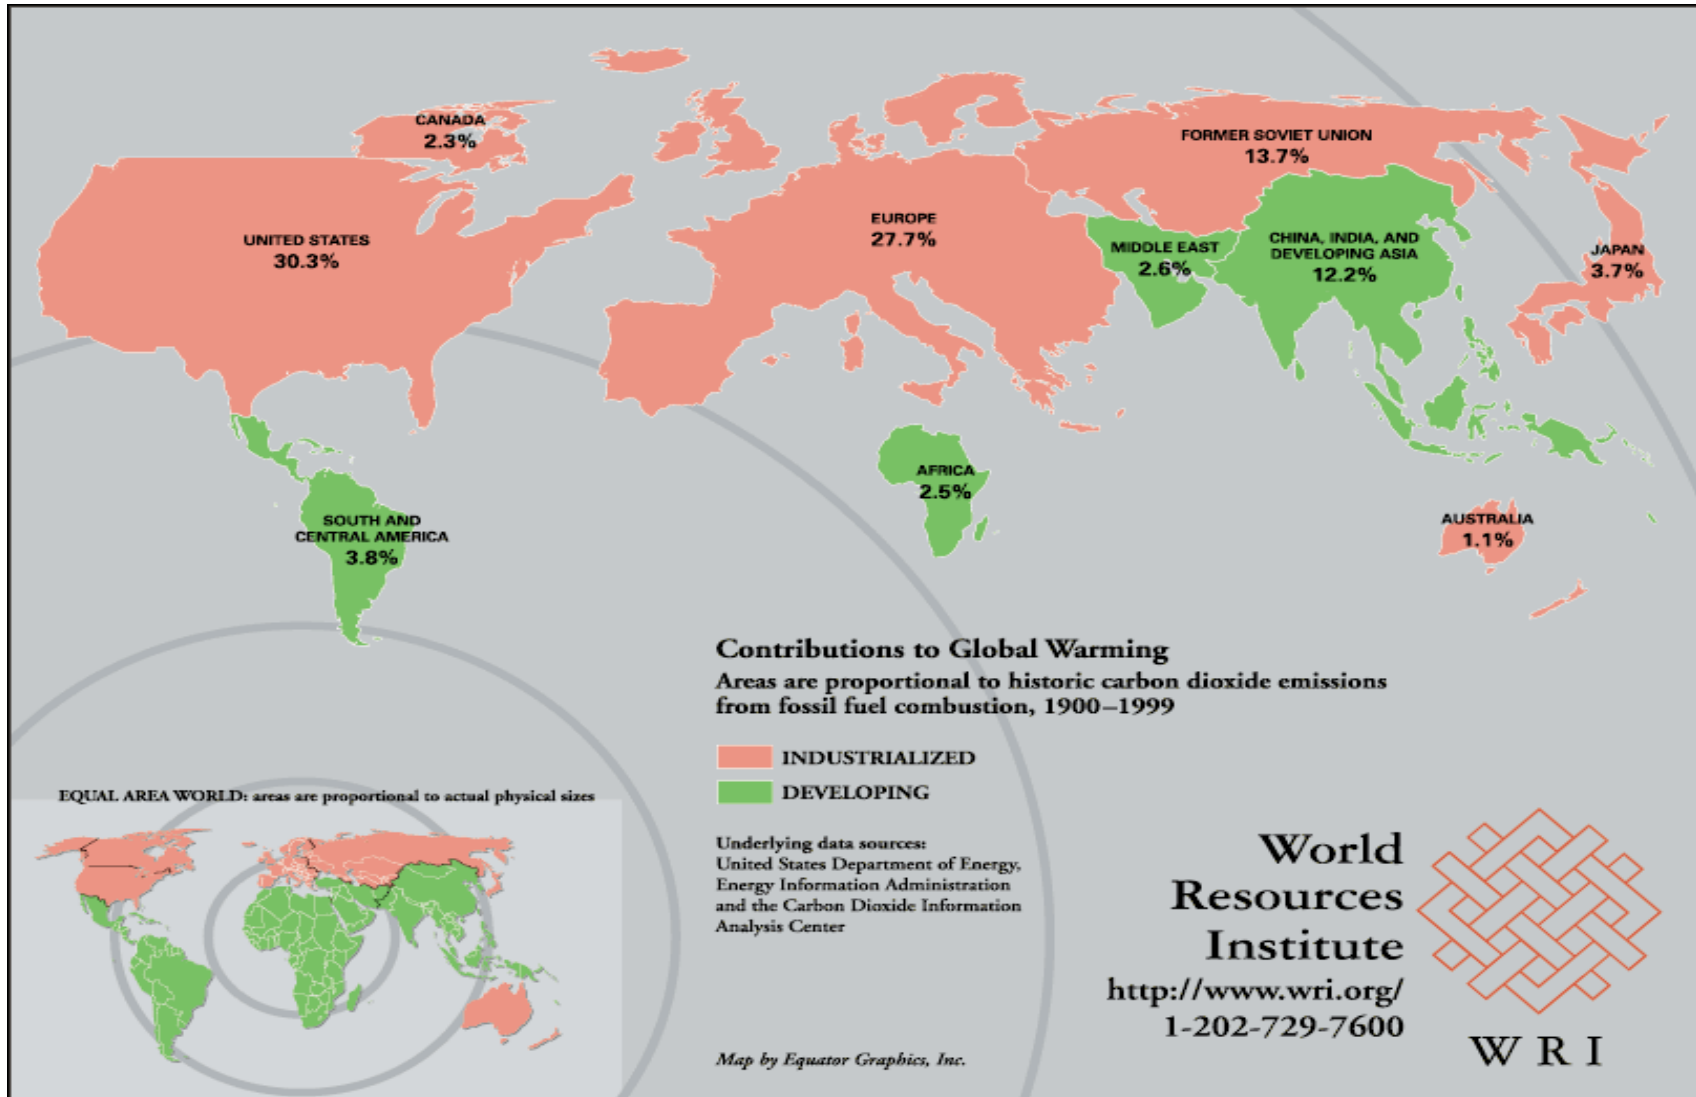 CANADA
2.3%
FORMER SOVIET UNION
13.7%
UNITED STATES
30.3%
EUROPE
27.7%
MIDDLE EAST
2.6%
CHINA, INDIA, AND
DEVELOPING ASIA
12.2%
JAPAN
3.7%
AFRICA
2.5%
SOUTH AND
CENTRAL AMERICA
3.8%
AUSTRALIA
1.1%
Contributions to Global Warming
Areas are proportional to historic carbon dioxide emissions
from fossil fuel combustion, 1900–1999
INDUSTRIALIZED
DEVELOPING
EQUAL AREA WORLD: areas are proportional to actual physical sizes
Underlying data sources:
United States Department of Energy,
Energy Information Administration
and the Carbon Dioxide Information
Analysis Center
Map by Equator Graphics, Inc.
World
Resources
Institute
http://www.wri.org/
1-202-729-7600
WRI